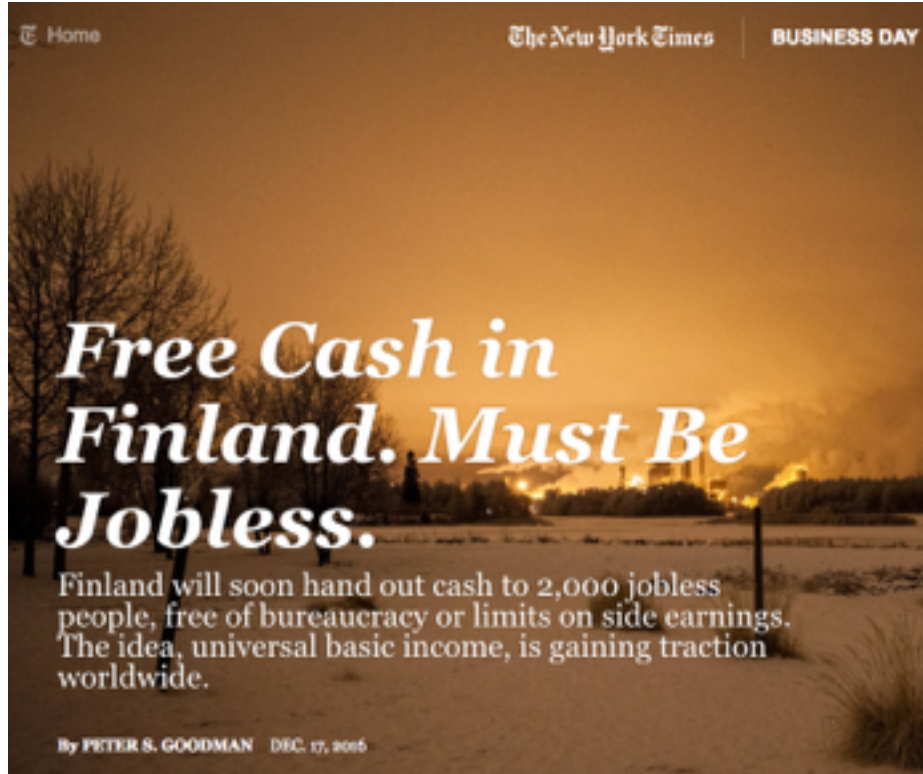 Home
The New York Times
BUSINESS DAY
Free Cash in
Finland. Must Be
Jobless.
Finland will soon hand out cash to 2,000 jobless
people, free of bureaucracy or limits on side earnings.
The idea, universal basic income, is gaining traction
worldwide.
By PETER S. GOODMAN DEC. 17, 2016